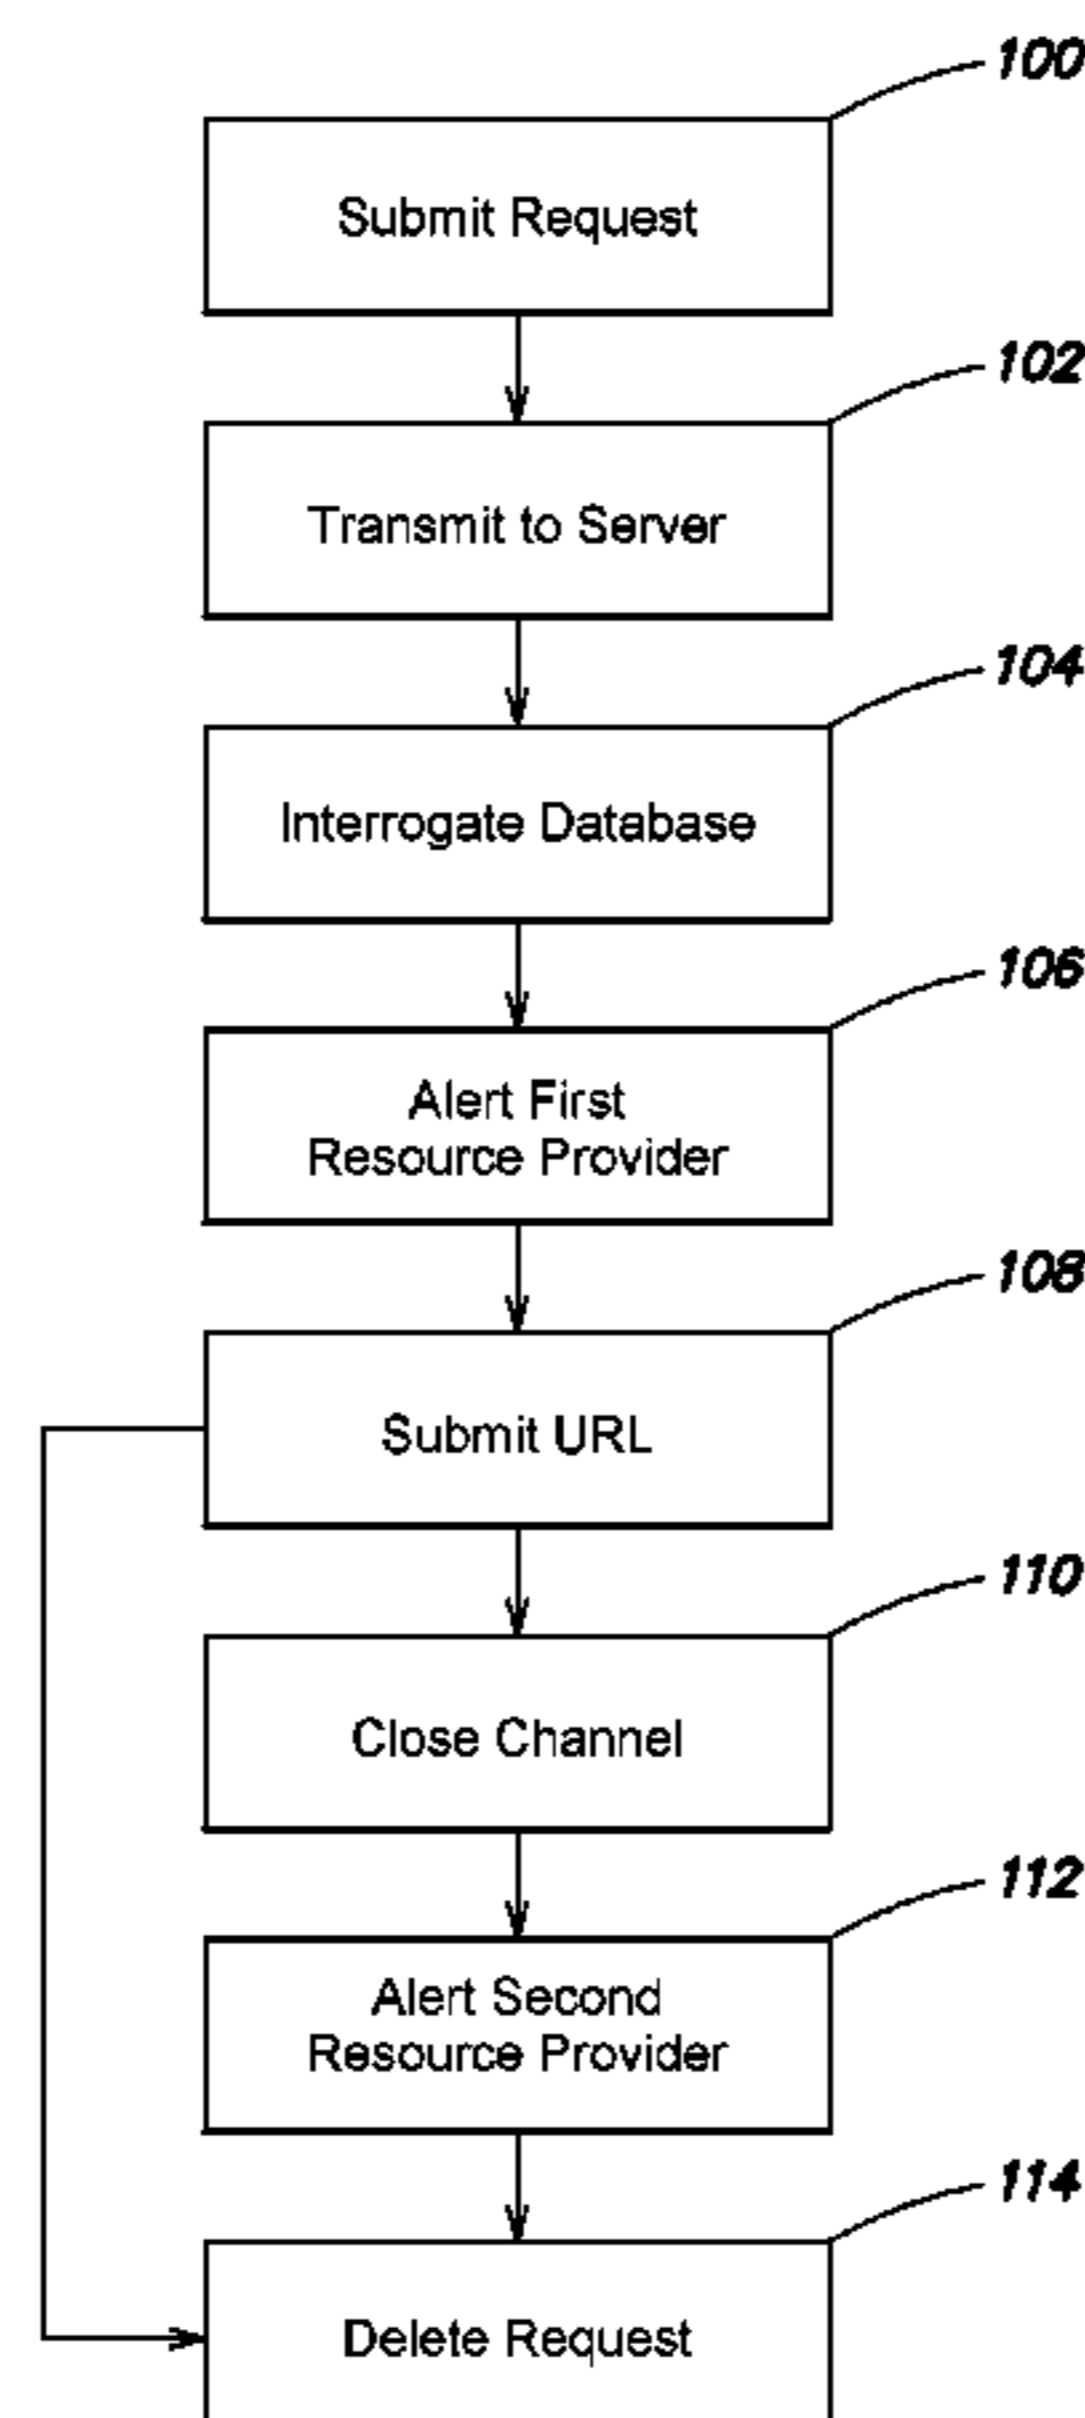 100
Submit Request
102
Transmit to Server
104
Interrogate Database
106
Alert First
Resource Provider
108
Submit URL
110
Close Channel
112
Alert Second
Resource Provider
114
Delete Request